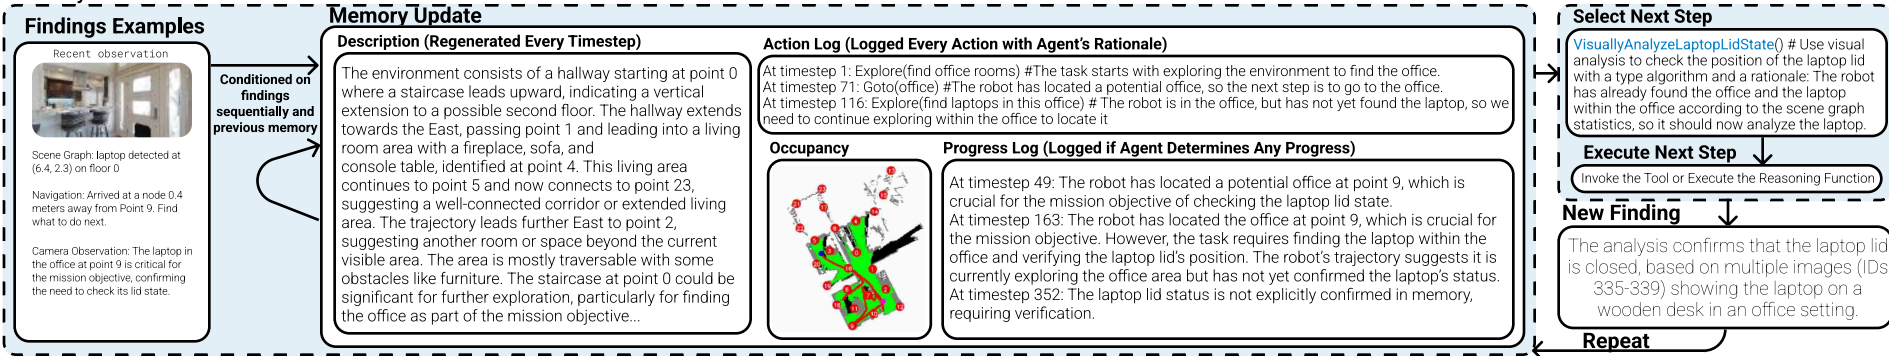 Findings Examples
Recent observation
Scene Graph: laptop detected at
(6.4, 2.3) on floor 0
Navigation: Arrived at a node 0.4
meters away from Point 9. Find
what to do next.
Camera Observation: The laptop in
the office at point 9 is critical for
the mission objective, confirming
the need to check its lid state.
Conditioned on
findings
sequentially and
previous memory
Memory Update
Description (Regenerated Every Timestep)
The environment consists of a hallway starting at point 0
where a staircase leads upward, indicating a vertical
extension to a possible second floor. The hallway extends
towards the East, passing point 1 and leading into a living
room area with a fireplace, sofa, and
console table, identified at point 4. This living area
continues to point 5 and now connects to point 23,
suggesting a well-connected corridor or extended living
area. The trajectory leads further East to point 2,
suggesting another room or space beyond the current
visible area. The area is mostly traversable with some
obstacles like furniture. The staircase at point 0 could be
significant for further exploration, particularly for finding
the office as part of the mission objective...
Action Log (Logged Every Action with Agent's Rationale)
At timestep 1: Explore(find office rooms) #The task starts with exploring the environment to find the office.
At timestep 71: Goto(office) #The robot has located a potential office, so the next step is to go to the office.
At timestep 116: Explore(find laptops in this office) # The robot is in the office, but has not yet found the laptop, so we
need to continue exploring within the office to locate it
Occupancy
Progress Log (Logged if Agent Determines Any Progress)
At timestep 49: The robot has located a potential office at point 9, which is
crucial for the mission objective of checking the laptop lid state.
At timestep 163: The robot has located the office at point 9, which is crucial for
the mission objective. However, the task requires finding the laptop within the
office and verifying the laptop lid's position. The robot's trajectory suggests it is
currently exploring the office area but has not yet confirmed the laptop's status.
At timestep 352: The laptop lid status is not explicitly confirmed in memory,
requiring verification.
Select Next Step
VisuallyAnalyzeLaptopLidState() # Use visual
analysis to check the position of the laptop lid
with a type algorithm and a rationale: The robot
has already found the office and the laptop
within the office according to the scene graph
statistics, so it should now analyze the laptop.
Execute Next Step
Invoke the Tool or Execute the Reasoning Function
New Finding
The analysis confirms that the laptop lid
is closed, based on multiple images (IDs
335-339) showing the laptop on a
wooden desk in an office setting.
Repeat